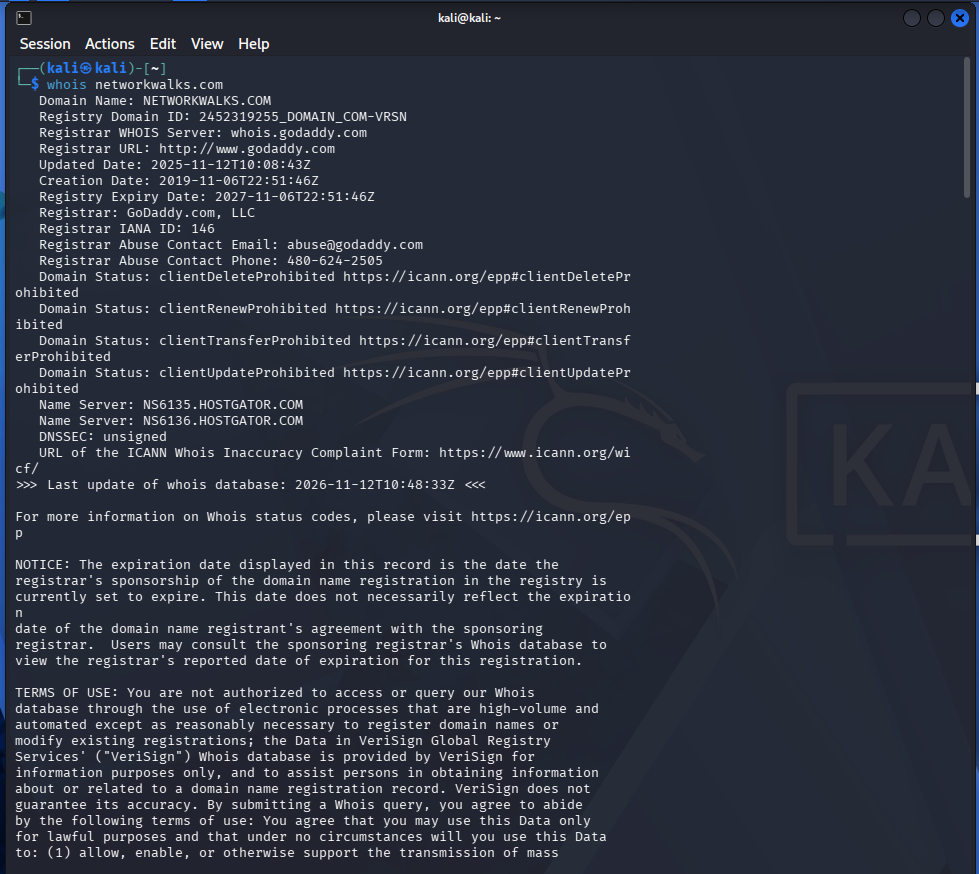 kali@kali: ~
Session Actions Edit View Help
┌──(kali㉿kali)-[~]
└─$ whois networkwalks.com
Domain Name: NETWORKWALKS.COM
Registry Domain ID: 2452319255_DOMAIN_COM-VRSN
Registrar WHOIS Server: whois.godaddy.com
Registrar URL: http://www.godaddy.com
Updated Date: 2025-11-12T10:08:43Z
Creation Date: 2019-11-06T22:51:46Z
Registry Expiry Date: 2027-11-06T22:51:46Z
Registrar: GoDaddy.com, LLC
Registrar IANA ID: 146
Registrar Abuse Contact Email: abuse@godaddy.com
Registrar Abuse Contact Phone: 480-624-2505
Domain Status: clientDeleteProhibited https://icann.org/epp#clientDeletePr
ohibited
Domain Status: clientRenewProhibited https://icann.org/epp#clientRenewProh
ibited
Domain Status: clientTransferProhibited https://icann.org/epp#clientTransf
erProhibited
Domain Status: clientUpdateProhibited https://icann.org/epp#clientUpdatePr
ohibited
Name Server: NS6135.HOSTGATOR.COM
Name Server: NS6136.HOSTGATOR.COM
DNSSEC: unsigned
URL of the ICANN Whois Inaccuracy Complaint Form: https://www.icann.org/wi
cf/
>>> Last update of whois database: 2026-11-12T10:48:33Z <<<
For more information on Whois status codes, please visit https://icann.org/ep
p
NOTICE: The expiration date displayed in this record is the date the
registrar's sponsorship of the domain name registration in the registry is
currently set to expire. This date does not necessarily reflect the expiratio
n
date of the domain name registrant's agreement with the sponsoring
registrar.  Users may consult the sponsoring registrar's Whois database to
view the registrar's reported date of expiration for this registration.
TERMS OF USE: You are not authorized to access or query our Whois
database through the use of electronic processes that are high-volume and
automated except as reasonably necessary to register domain names or
modify existing registrations; the Data in VeriSign Global Registry
Services' ("VeriSign") Whois database is provided by VeriSign for
information purposes only, and to assist persons in obtaining information
about or related to a domain name registration record. VeriSign does not
guarantee its accuracy. By submitting a Whois query, you agree to abide
by the following terms of use: You agree that you may use this Data only
for lawful purposes and that under no circumstances will you use this Data
to: (1) allow, enable, or otherwise support the transmission of mass
KA